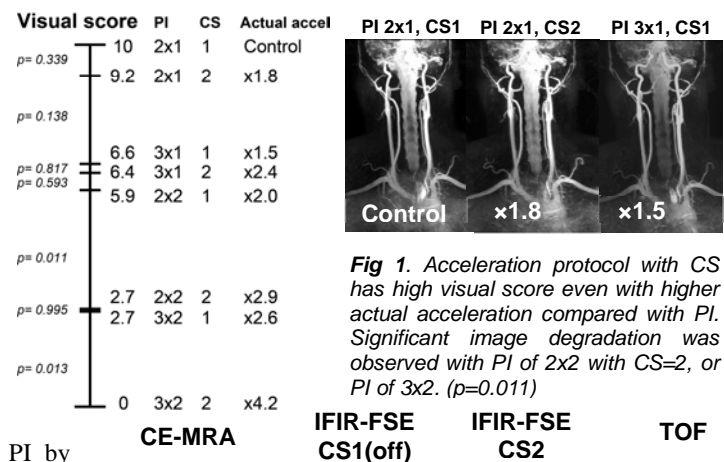 Visual score PI CS Actual accel
10 2x1 1 Control
p= 0.339
9.2 2x1 2 x1.8
p= 0.138
6.6 3x1 1 x1.5
p= 0.817
6.4 3x1 2 x2.4
p= 0.593
5.9 2x2 1 x2.0
p= 0.011
2.7 2x2 2 x2.9
p= 0.995
2.7 3x2 1 x2.6
p= 0.013
0 3x2 2 x4.2
PI 2x1, CS1 PI 2x1, CS2 PI 3x1, CS1
Control ×1.8 ×1.5
Fig 1. Acceleration protocol with CS
has high visual score even with higher
actual acceleration compared with PI.
Significant image degradation was
observed with PI of 2x2 with CS=2, or
PI of 3x2. (p=0.011)
PI by
CE-MRA
IFIR-FSE
CS1(off)
IFIR-FSE
CS2
TOF